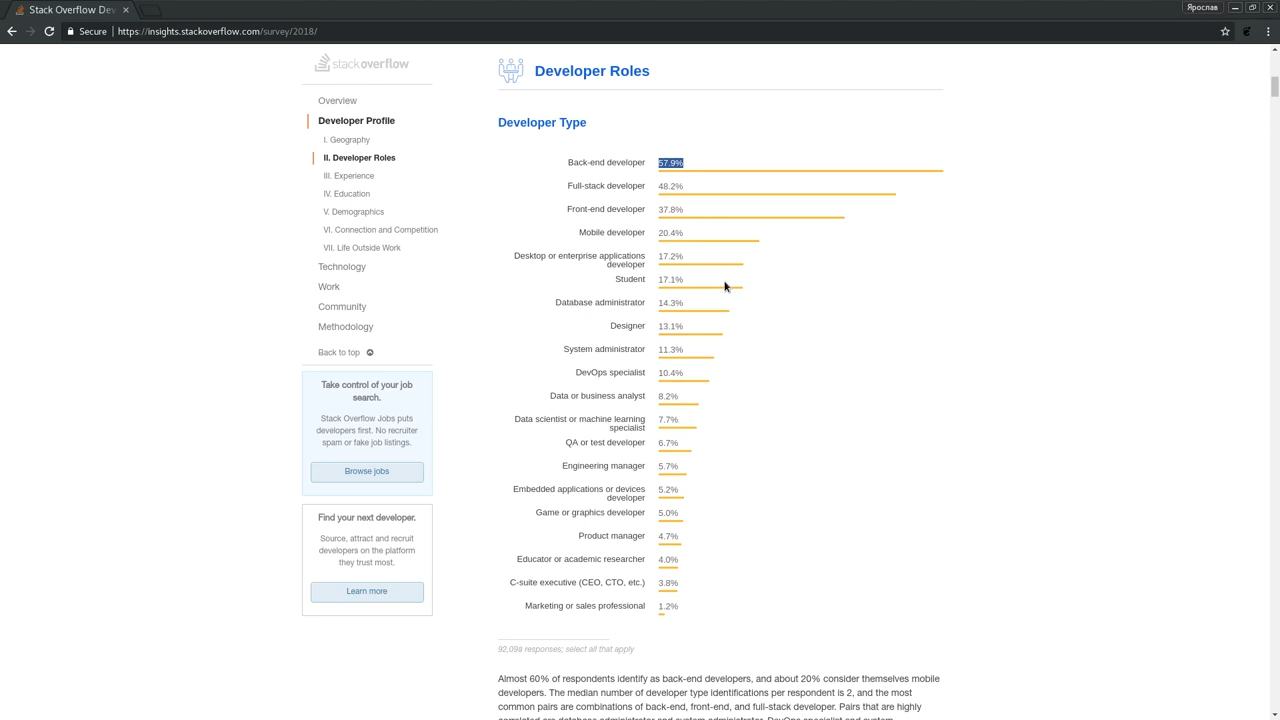 Stack Overflow Dev
Ярослав
Secure
https://insights.stackoverflow.com/survey/2018/
stackoverflow
Overview
Developer Profile
I. Geography
II. Developer Roles
III. Experience
IV. Education
V. Demographics
VI. Connection and Competition
VII. Life Outside Work
Technology
Work
Community
Methodology
Back to top
Take control of your job
search.
Stack Overflow Jobs puts
developers first. No recruiter
spam or fake job listings.
Browse jobs
Find your next developer.
Source, attract and recruit
developers on the platform
they trust most.
Learn more
Developer Roles
Developer Type
Back-end developer 57.9%
Full-stack developer 48.2%
Front-end developer 37.8%
Mobile developer 20.4%
Desktop or enterprise applications 17.2%
developer
Student 17.1%
Database administrator 14.3%
Designer 13.1%
System administrator 11.3%
DevOps specialist 10.4%
Data or business analyst 8.2%
Data scientist or machine learning 7.7%
specialist
QA or test developer 6.7%
Engineering manager 5.7%
Embedded applications or devices 5.2%
developer
Game or graphics developer 5.0%
Product manager 4.7%
Educator or academic researcher 4.0%
C-suite executive (CEO, CTO, etc.) 3.8%
Marketing or sales professional 1.2%
92,098 responses; select all that apply
Almost 60% of respondents identify as back-end developers, and about 20% consider themselves mobile
developers. The median number of developer type identifications per respondent is 2, and the most
common pairs are combinations of back-end, front-end, and full-stack developer. Pairs that are highly
correlated are database administrator and system administrator, DevOps specialist and system